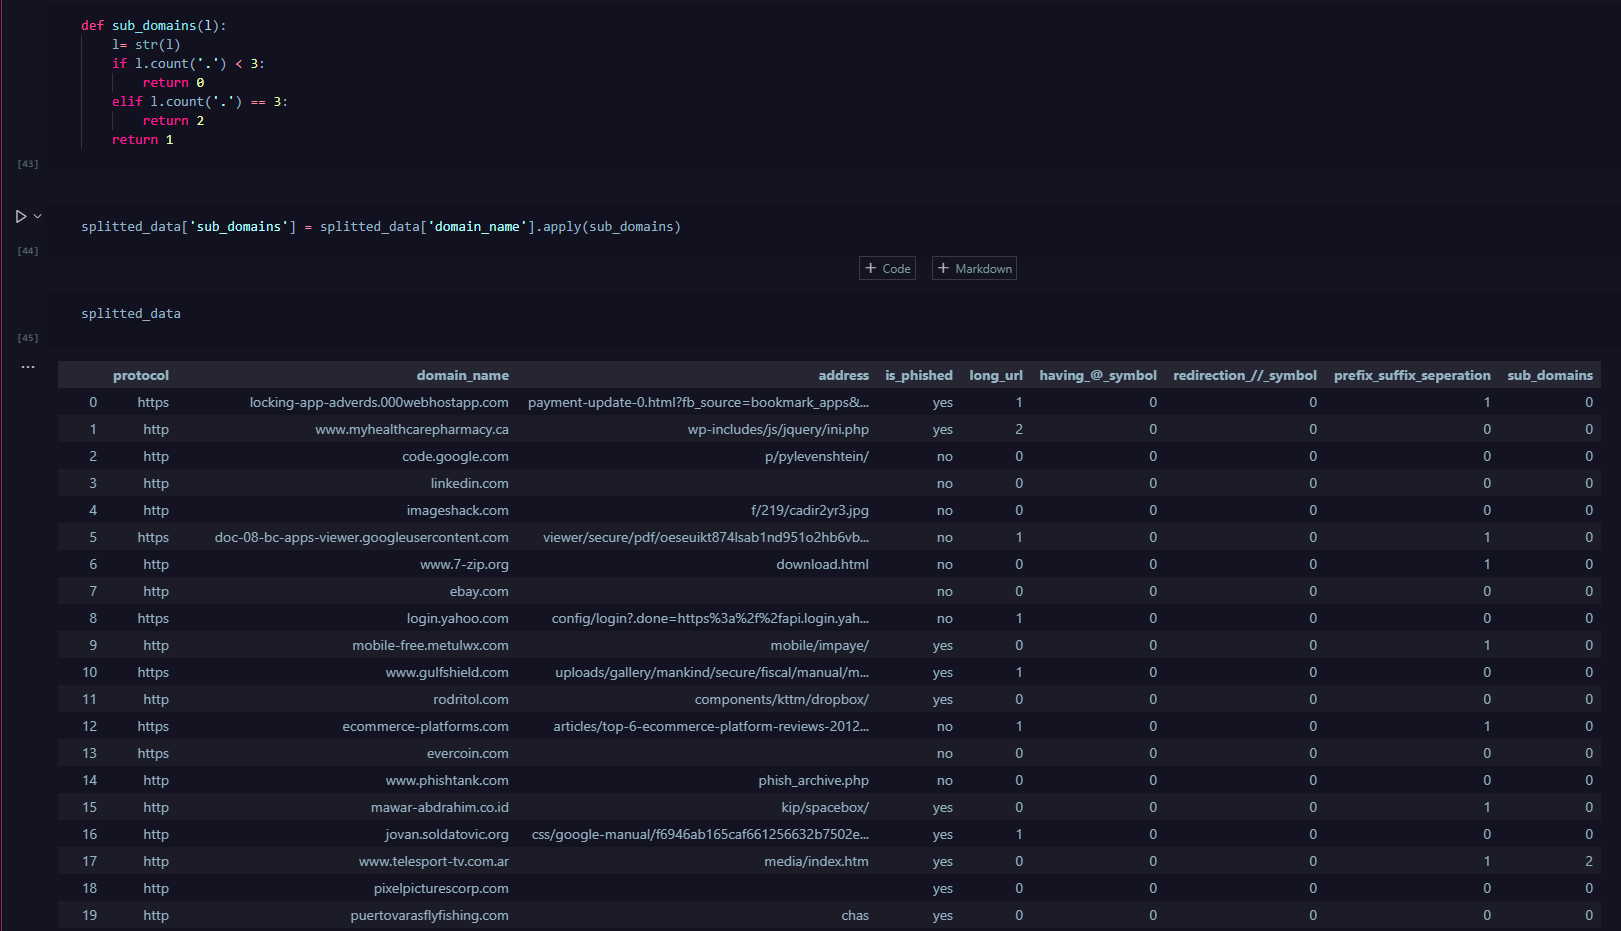 def sub_domains(l):
l= str(l)
if l.count('.') < 3:
return 0
elif l.count('.') == 3:
return 2
return 1
[43]
splitted_data['sub_domains'] = splitted_data['domain_name'].apply(sub_domains)
[44]
+ Code + Markdown
splitted_data
[45]
...
protocol domain_name address is_phished long_url having_@_symbol redirection_//_symbol prefix_suffix_seperation sub_domains
0 https locking-app-adverds.000webhostapp.com payment-update-0.html?fb_source=bookmark_apps&... yes 1 0 0 1 0
1 http www.myhealthcarepharmacy.ca wp-includes/js/jquery/ini.php yes 2 0 0 0 0
2 http code.google.com p/pylevenshtein/ no 0 0 0 0 0
3 http linkedin.com no 0 0 0 0 0
4 http imageshack.com f/219/cadir2yr3.jpg no 0 0 0 0 0
5 https doc-08-bc-apps-viewer.googleusercontent.com viewer/secure/pdf/oeseuikt874lsab1nd951o2hb6vb... no 1 0 0 1 0
6 http www.7-zip.org download.html no 0 0 0 1 0
7 http ebay.com no 0 0 0 0 0
8 https login.yahoo.com config/login?.done=https%3a%2f%2fapi.login.yah... no 1 0 0 0 0
9 http mobile-free.metulwx.com mobile/impaye/ yes 0 0 0 1 0
10 https www.gulfshield.com uploads/gallery/mankind/secure/fiscal/manual/m... yes 1 0 0 0 0
11 http rodritol.com components/kttm/dropbox/ yes 0 0 0 0 0
12 https ecommerce-platforms.com articles/top-6-ecommerce-platform-reviews-2012... no 1 0 0 1 0
13 https evercoin.com no 0 0 0 0 0
14 http www.phishtank.com phish_archive.php no 0 0 0 0 0
15 http mawar-abdrahim.co.id kip/spacebox/ yes 0 0 0 1 0
16 http jovan.soldatovic.org css/google-manual/f6946ab165caf661256632b7502e... yes 1 0 0 0 0
17 http www.telesport-tv.com.ar media/index.htm yes 0 0 0 1 2
18 http pixelpicturescorp.com yes 0 0 0 0 0
19 http puertovarasflyfishing.com chas yes 0 0 0 0 0